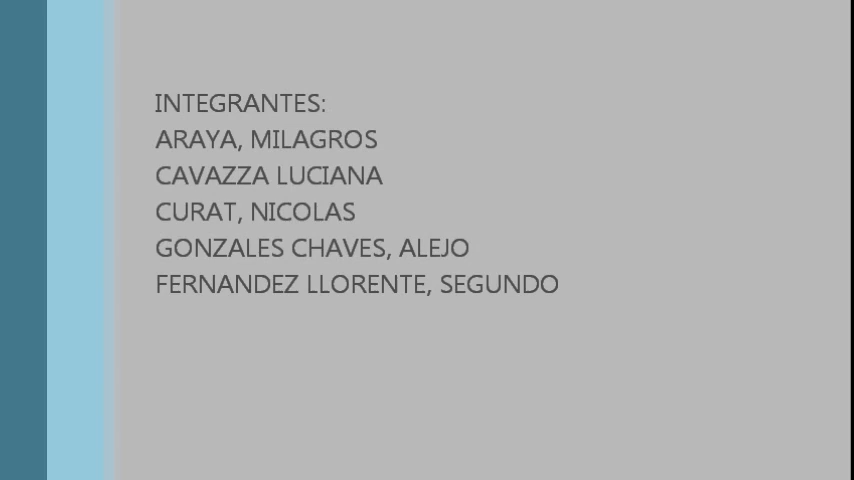 INTEGRANTES:
ARAYA, MILAGROS
CAVAZZA LUCIANA
CURAT, NICOLAS
GONZALES CHAVES, ALEJO
FERNANDEZ LLORENTE, SEGUNDO